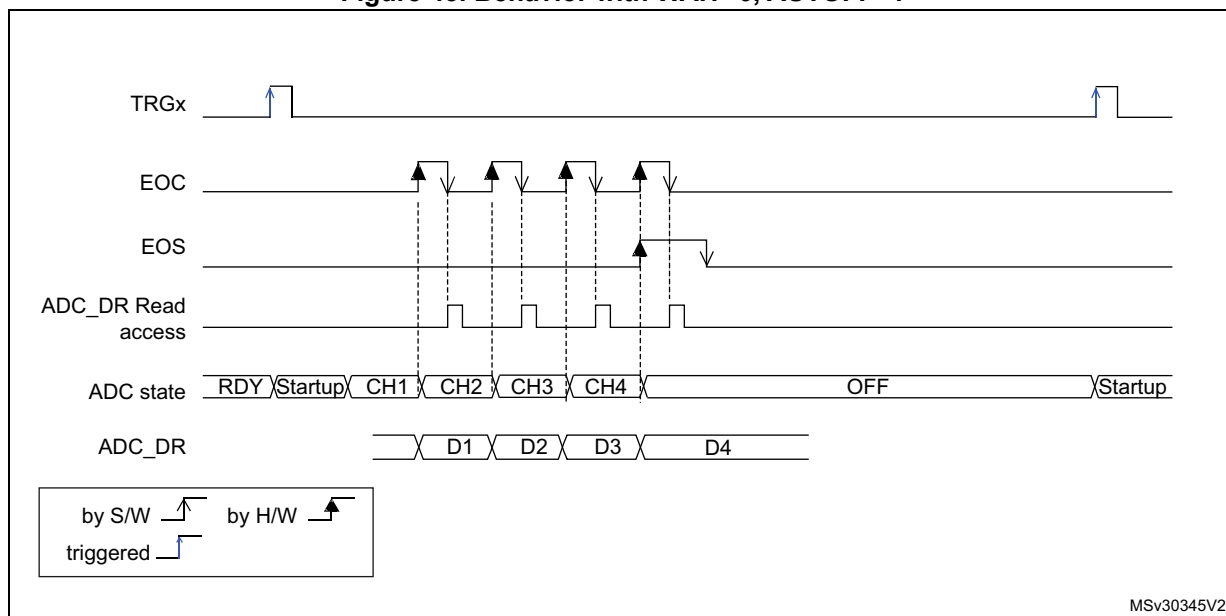 TRGx
EOC
EOS
ADC_DR Read
access
ADC state RDY Startup CH1 CH2 CH3 CH4 OFF Startup
ADC_DR D1 D2 D3 D4
by S/W by H/W
triggered
MSv30345V2